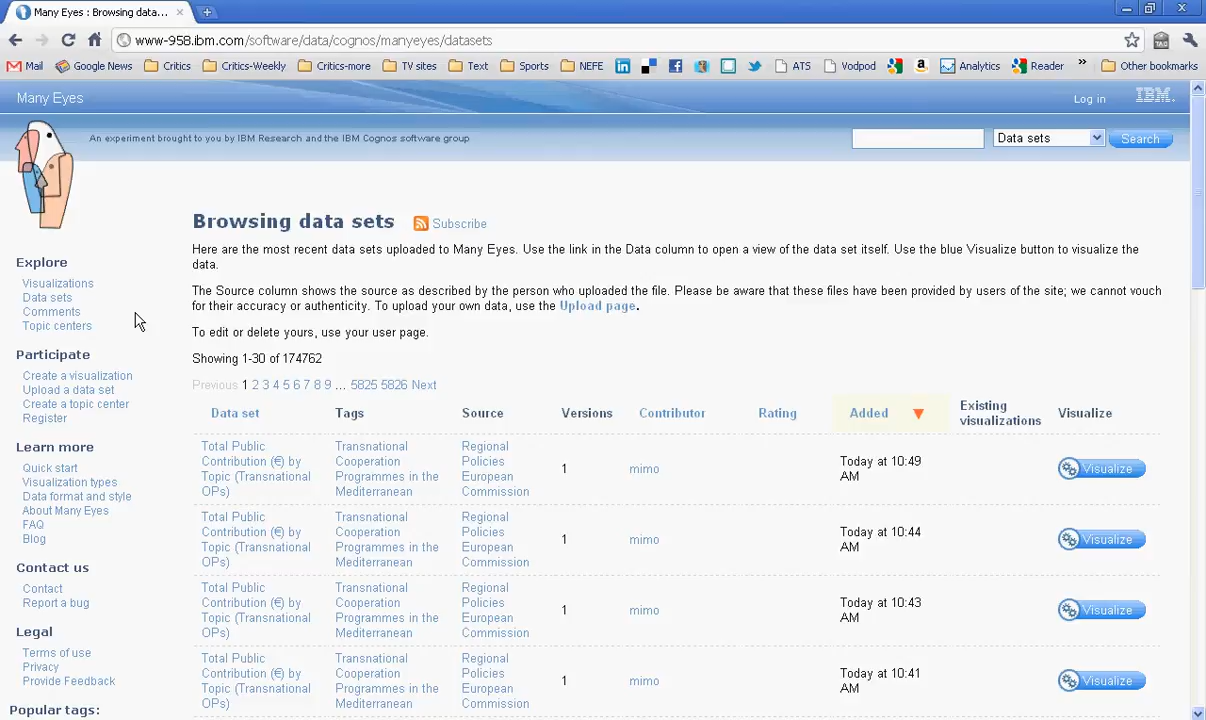 Many Eyes : Browsing data...
www-958.ibm.com/software/data/cognos/manyeyes/datasets
Mail Google News Critics Critics-Weekly Critics-more TV sites Text Sports NEFE ATS Vodpod Analytics Reader » Other bookmarks
Many Eyes
Log in
IBM.
An experiment brought to you by IBM Research and the IBM Cognos software group
Data sets
Search
Browsing data sets
Subscribe
Here are the most recent data sets uploaded to Many Eyes. Use the link in the Data column to open a view of the data set itself. Use the blue Visualize button to visualize the
data.
The Source column shows the source as described by the person who uploaded the file. Please be aware that these files have been provided by users of the site; we cannot vouch
for their accuracy or authenticity. To upload your own data, use the Upload page.
To edit or delete yours, use your user page.
Showing 1-30 of 174762
Previous 1 2 3 4 5 6 7 8 9 ... 5825 5826 Next
Explore
Visualizations
Data sets
Comments
Topic centers
Participate
Create a visualization
Upload a data set
Create a topic center
Register
Learn more
Quick start
Visualization types
Data format and style
About Many Eyes
FAQ
Blog
Contact us
Contact
Report a bug
Legal
Terms of use
Privacy
Provide Feedback
Popular tags:
Data set Tags Source Versions Contributor Rating Added Existing Visualize
visualizations
Total Public Transnational Regional
Contribution (€) by Cooperation Policies 1 mimo Today at 10:49 Visualize
Topic (Transnational Programmes in the European AM
OPs) Mediterranean Commission
Total Public Transnational Regional
Contribution (€) by Cooperation Policies 1 mimo Today at 10:44 Visualize
Topic (Transnational Programmes in the European AM
OPs) Mediterranean Commission
Total Public Transnational Regional
Contribution (€) by Cooperation Policies 1 mimo Today at 10:43 Visualize
Topic (Transnational Programmes in the European AM
OPs) Mediterranean Commission
Total Public Transnational Regional
Contribution (€) by Cooperation Policies 1 mimo Today at 10:41 Visualize
Topic (Transnational Programmes in the European AM
OPs) Mediterranean Commission